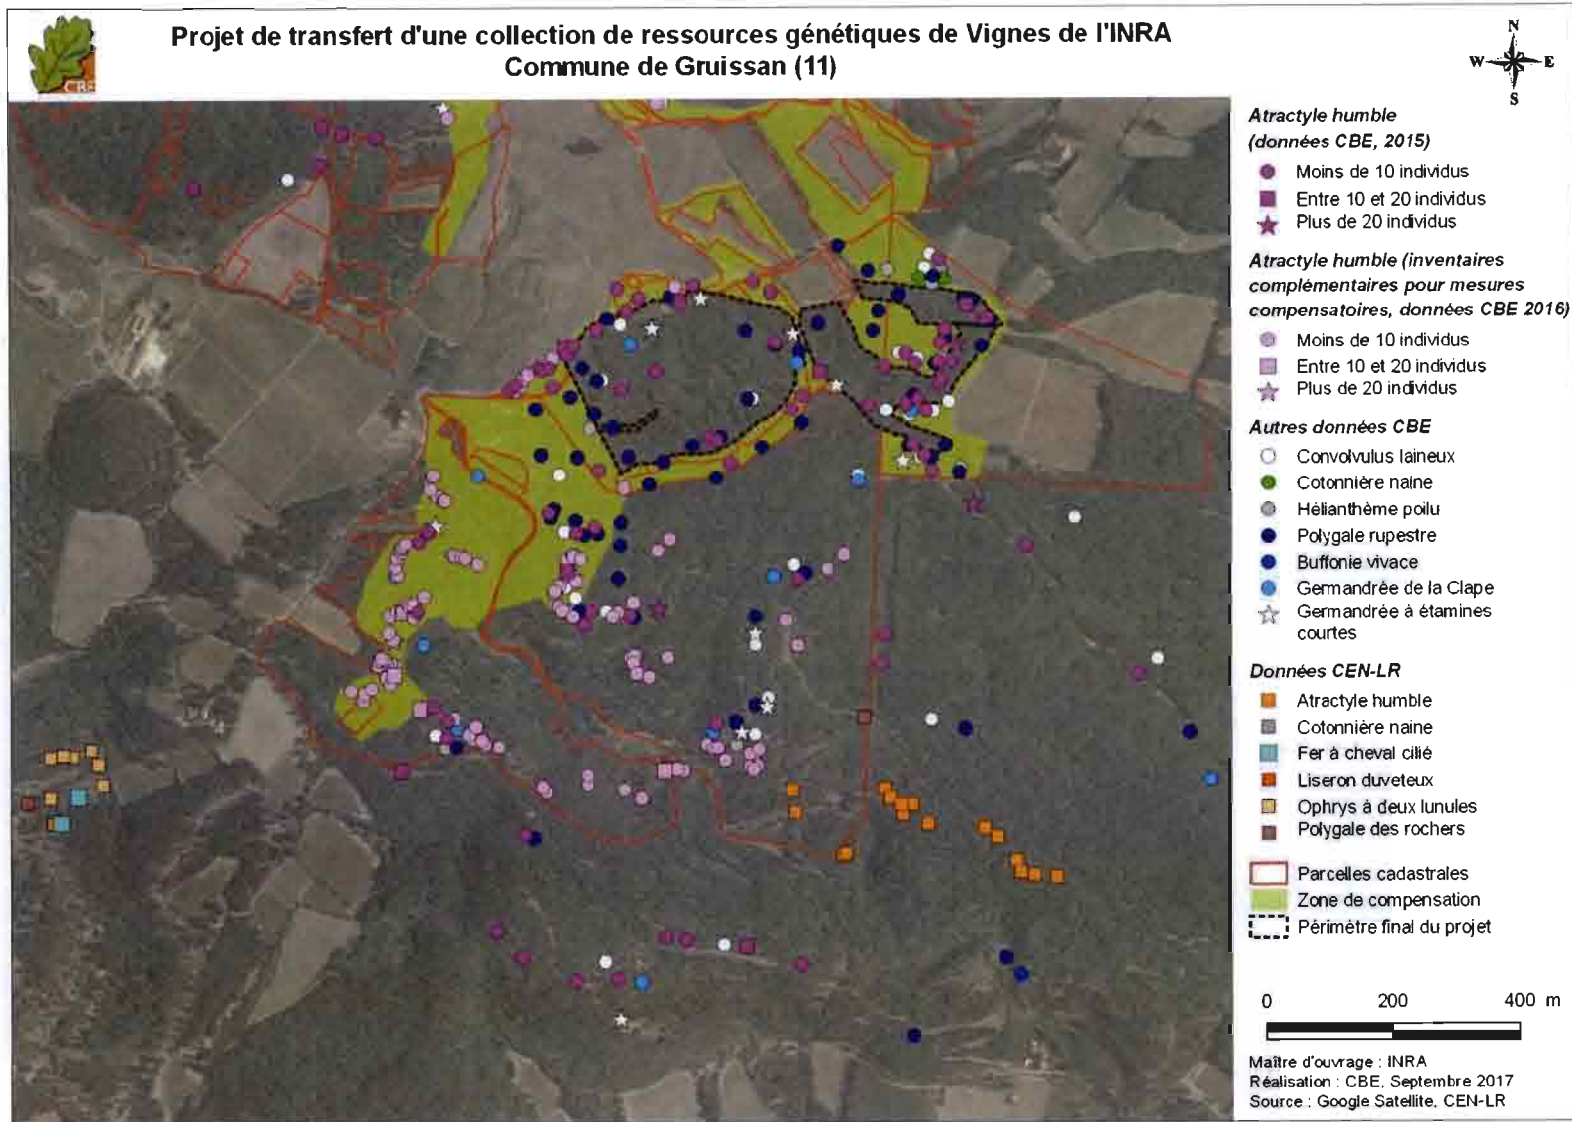 Projet de transfert d'une collection de ressources génétiques de Vignes de l'INRA
Commune de Gruissan (11)
CBE
N
W
E
S
Atractyle humble
(données CBE, 2015)
Moins de 10 individus
Entre 10 et 20 individus
Plus de 20 individus
Atractyle humble (inventaires
complémentaires pour mesures
compensatoires, données CBE 2016)
Moins de 10 individus
Entre 10 et 20 individus
Plus de 20 individus
Autres données CBE
Convolvulus laineux
Cotonnière naine
Hélianthème poilu
Polygale rupestre
Buffonie vivace
Germandrée de la Clape
Germandrée à étamines
courtes
Données CEN-LR
Atractyle humble
Cotonnière naine
Fer à cheval cilié
Liseron duveteux
Ophrys à deux lunules
Polygale des rochers
Parcelles cadastrales
Zone de compensation
Périmètre final du projet
0 200 400 m
Maître d'ouvrage : INRA
Réalisation : CBE, Septembre 2017
Source : Google Satellite, CEN-LR